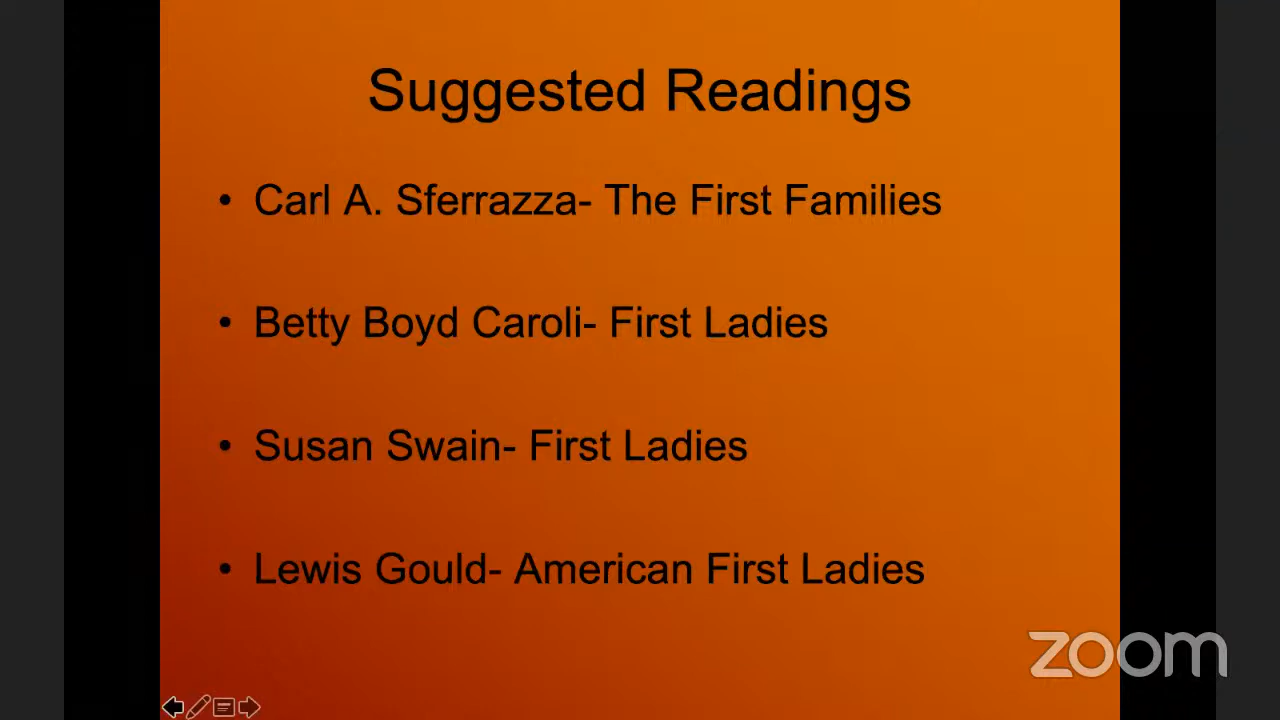 Suggested Readings
• Carl A. Sferrazza- The First Families
• Betty Boyd Caroli- First Ladies
• Susan Swain- First Ladies
• Lewis Gould- American First Ladies
zoom